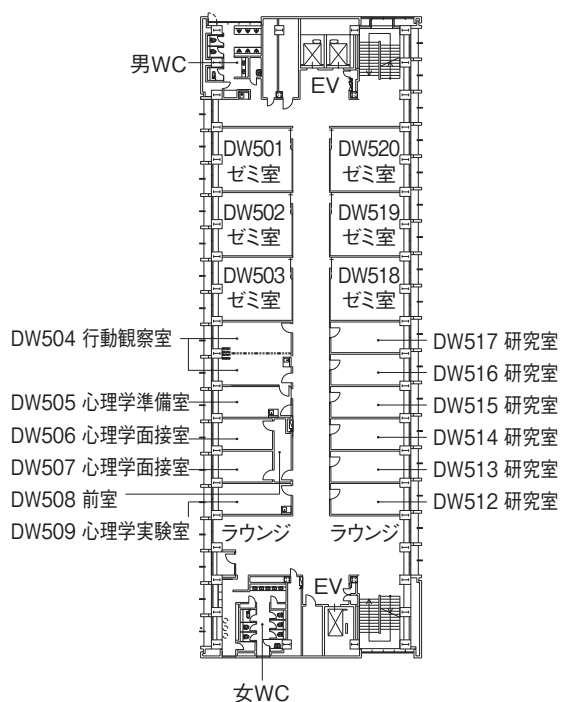 男WC
EV
DW501
ゼミ室
DW520
ゼミ室
DW502
ゼミ室
DW519
ゼミ室
DW503
ゼミ室
DW518
ゼミ室
DW504 行動観察室
DW517 研究室
DW516 研究室
DW505 心理学準備室
DW515 研究室
DW506 心理学面接室
DW514 研究室
DW507 心理学面接室
DW513 研究室
DW508 前室
DW512 研究室
DW509 心理学実験室
ラウンジ
ラウンジ
EV
女WC